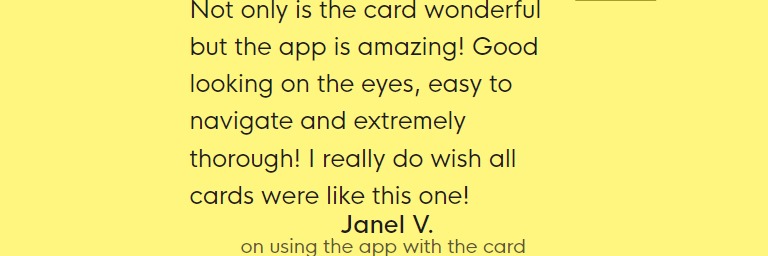 Not only is the card wonderful
but the app is amazing! Good
looking on the eyes, easy to
navigate and extremely
thorough! I really do wish all
cards were like this one!
Janel V.
on using the app with the card